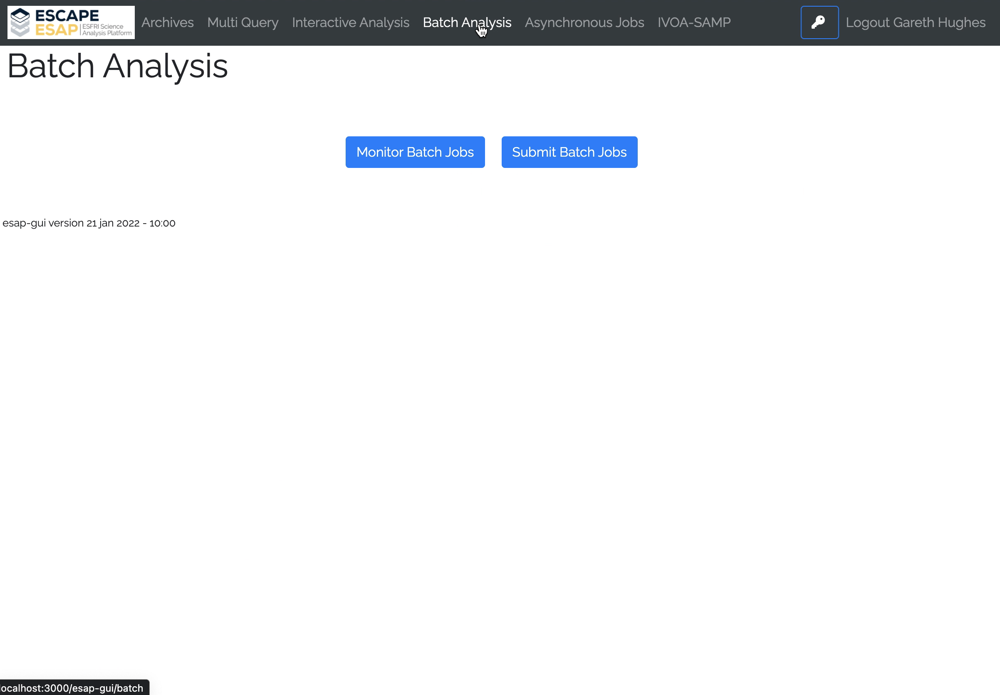 ESCAPE
ESAP ESFRI Science
Analysis Platform
Archives Multi Query Interactive Analysis Batch Analysis Asynchronous Jobs IVOA-SAMP Logout Gareth Hughes
Batch Analysis
Monitor Batch Jobs Submit Batch Jobs
esap-gui version 21 jan 2022 - 10:00
localhost:3000/esap-gui/batch